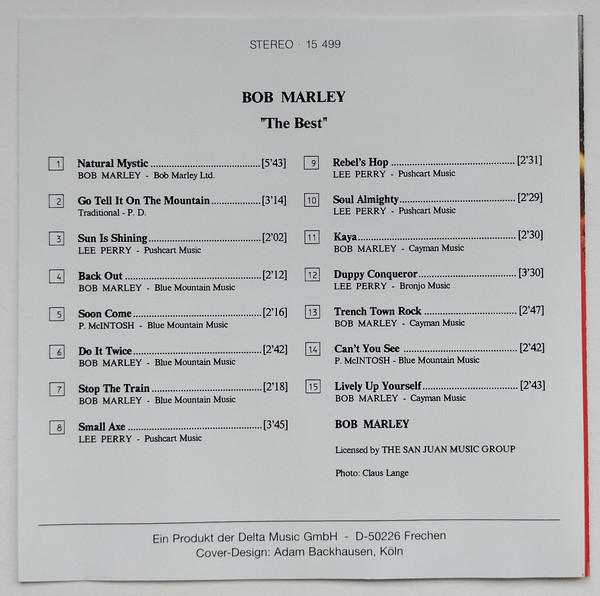 STEREO · 15 499
BOB MARLEY
"The Best"
1 Natural Mystic ........................................[5'43]
BOB MARLEY - Bob Marley Ltd.
2 Go Tell It On The Mountain..................[3'14]
Traditional - P. D.
3 Sun Is Shining........................................[2'02]
LEE PERRY - Pushcart Music
4 Back Out ................................................[2'12]
BOB MARLEY - Blue Mountain Music
5 Soon Come.............................................[2'16]
P. McINTOSH - Blue Mountain Music
6 Do It Twice.............................................[2'42]
BOB MARLEY - Blue Mountain Music
7 Stop The Train.......................................[2'18]
BOB MARLEY - Blue Mountain Music
8 Small Axe ...............................................[3'45]
LEE PERRY - Pushcart Music
9 Rebel's Hop ............................................[2'31]
LEE PERRY - Pushcart Music
10 Soul Almighty.........................................[2'29]
LEE PERRY - Pushcart Music
11 Kaya.........................................................[2'30]
BOB MARLEY - Cayman Music
12 Duppy Conqueror...................................[3'30]
LEE PERRY - Bronjo Music
13 Trench Town Rock .................................[2'47]
BOB MARLEY - Cayman Music
14 Can't You See .........................................[2'42]
P. McINTOSH - Blue Mountain Music
15 Lively Up Yourself..................................[2'43]
BOB MARLEY - Cayman Music
BOB MARLEY
Licensed by THE SAN JUAN MUSIC GROUP
Photo: Claus Lange
Ein Produkt der Delta Music GmbH - D-50226 Frechen
Cover-Design: Adam Backhausen, Köln